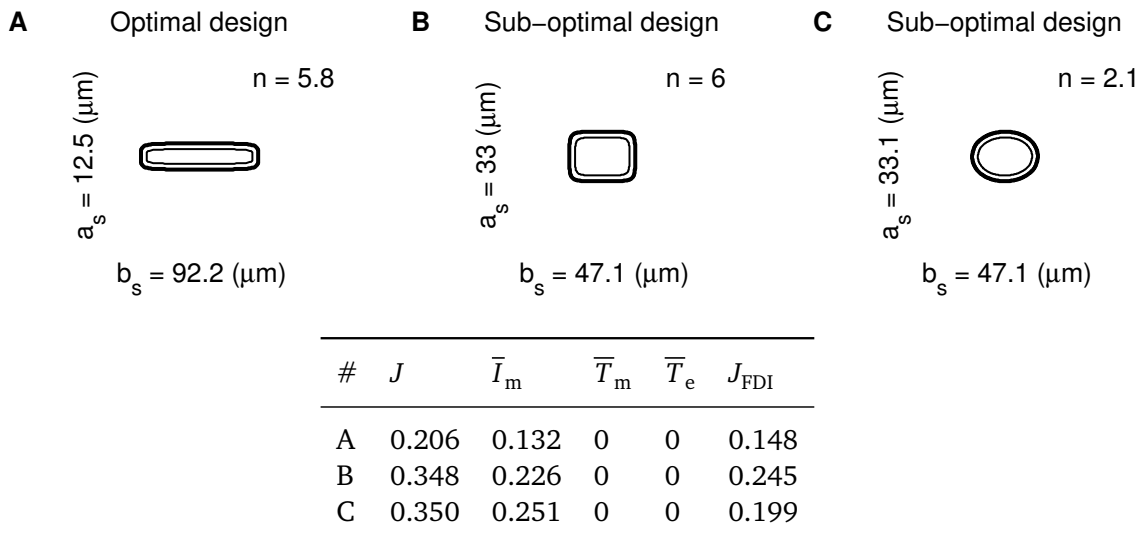 A Optimal design
n = 5.8
a_s = 12.5 (μm)
b_s = 92.2 (μm)
B Sub−optimal design
n = 6
a_s = 33 (μm)
b_s = 47.1 (μm)
C Sub−optimal design
n = 2.1
a_s = 33.1 (μm)
b_s = 47.1 (μm)
# J I̅_m T̅_m T̅_e J_FDI
A 0.206 0.132 0 0 0.148
B 0.348 0.226 0 0 0.245
C 0.350 0.251 0 0 0.199